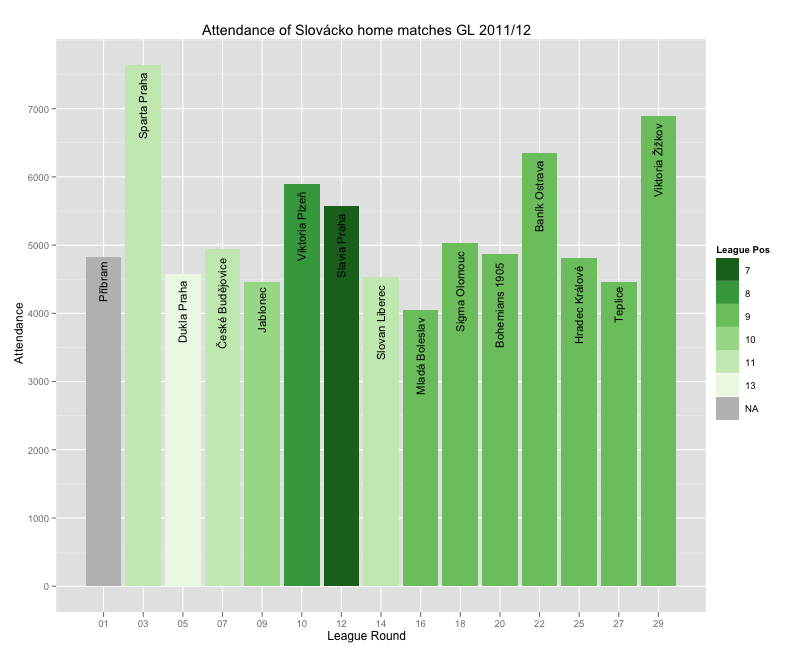 Attendance of Slovácko home matches GL 2011/12
Attendance
7000
6000
5000
4000
3000
2000
1000
0
Příbram
Sparta Praha
Dukla Praha
České Budějovice
Jablonec
Viktoria Plzeň
Slavia Praha
Slovan Liberec
Mladá Boleslav
Sigma Olomouc
Bohemians 1905
Baník Ostrava
Hradec Králové
Teplice
Viktoria Žižkov
01 03 05 07 09 10 12 14 16 18 20 22 25 27 29
League Round
League Pos
7
8
9
10
11
13
NA